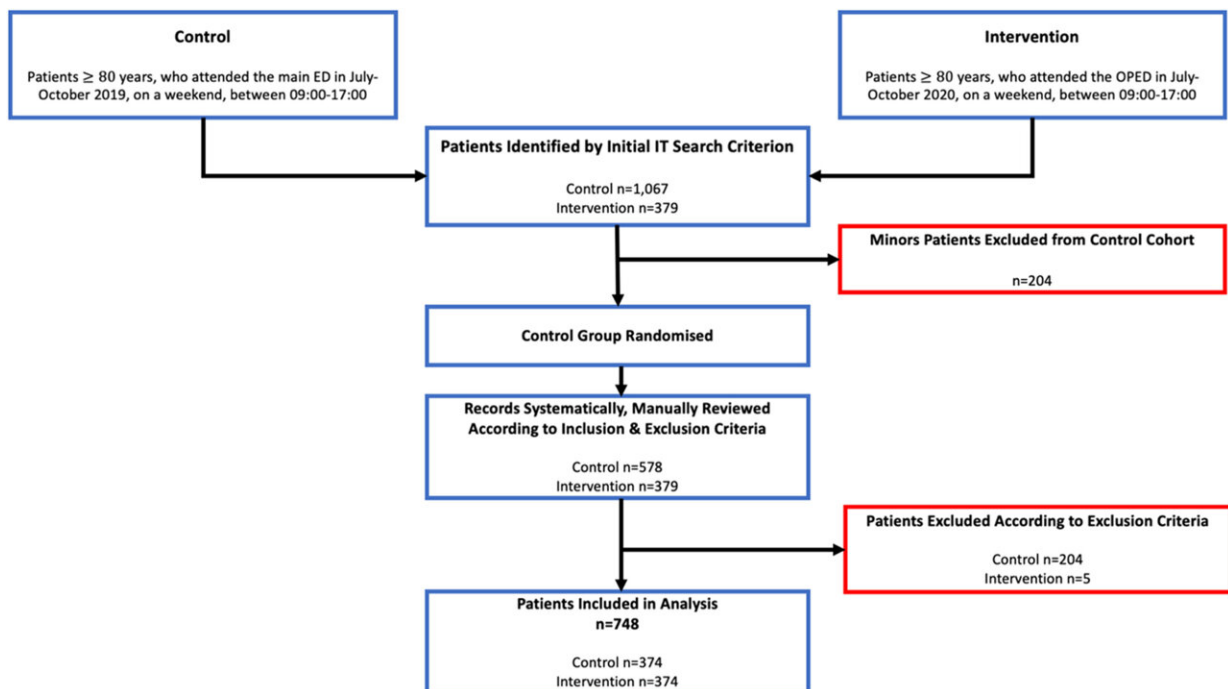 Control
Patients ≥ 80 years, who attended the main ED in July-
October 2019, on a weekend, between 09:00-17:00
Intervention
Patients ≥ 80 years, who attended the OPED in July-
October 2020, on a weekend, between 09:00-17:00
Patients Identified by Initial IT Search Criterion
Control n=1,067
Intervention n=379
Minors Patients Excluded from Control Cohort
n=204
Control Group Randomised
Records Systematically, Manually Reviewed
According to Inclusion & Exclusion Criteria
Control n=578
Intervention n=379
Patients Excluded According to Exclusion Criteria
Control n=204
Intervention n=5
Patients Included in Analysis
n=748
Control n=374
Intervention n=374